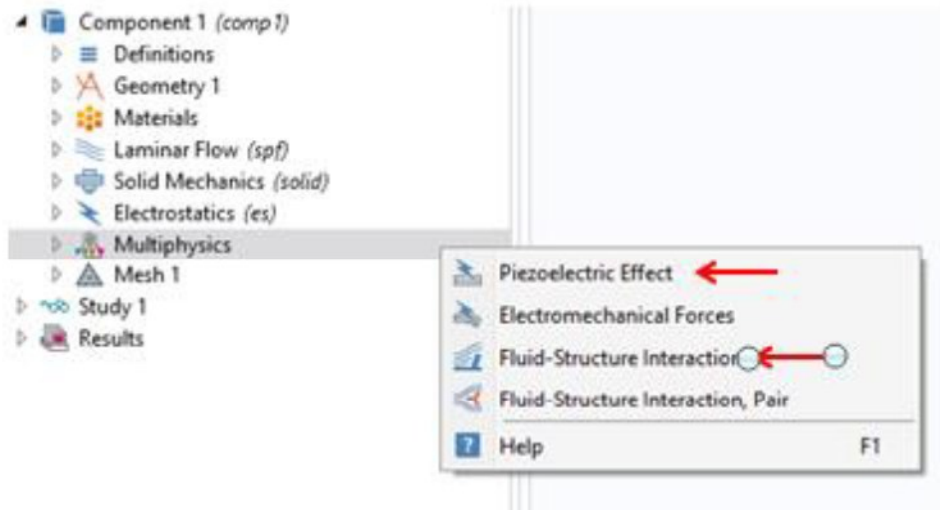 Component 1 (comp1)
Definitions
Geometry 1
Materials
Laminar Flow (spf)
Solid Mechanics (solid)
Electrostatics (es)
Multiphysics
Mesh 1
Study 1
Results
Piezoelectric Effect
Electromechanical Forces
Fluid-Structure Interaction
Fluid-Structure Interaction, Pair
Help F1